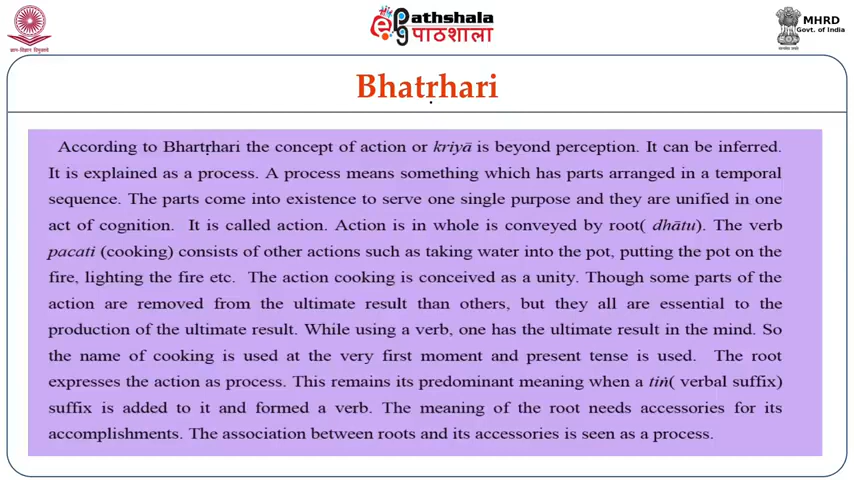 ePathshala
पाठशाला
MHRD
Govt. of India
Bhatṛhari
According to Bhartṛhari the concept of action or kriyā is beyond perception. It can be inferred.
It is explained as a process. A process means something which has parts arranged in a temporal
sequence. The parts come into existence to serve one single purpose and they are unified in one
act of cognition. It is called action. Action is in whole is conveyed by root( dhātu). The verb
pacati (cooking) consists of other actions such as taking water into the pot, putting the pot on the
fire, lighting the fire etc. The action cooking is conceived as a unity. Though some parts of the
action are removed from the ultimate result than others, but they all are essential to the
production of the ultimate result. While using a verb, one has the ultimate result in the mind. So
the name of cooking is used at the very first moment and present tense is used. The root
expresses the action as process. This remains its predominant meaning when a tiṅ( verbal suffix)
suffix is added to it and formed a verb. The meaning of the root needs accessories for its
accomplishments. The association between roots and its accessories is seen as a process.